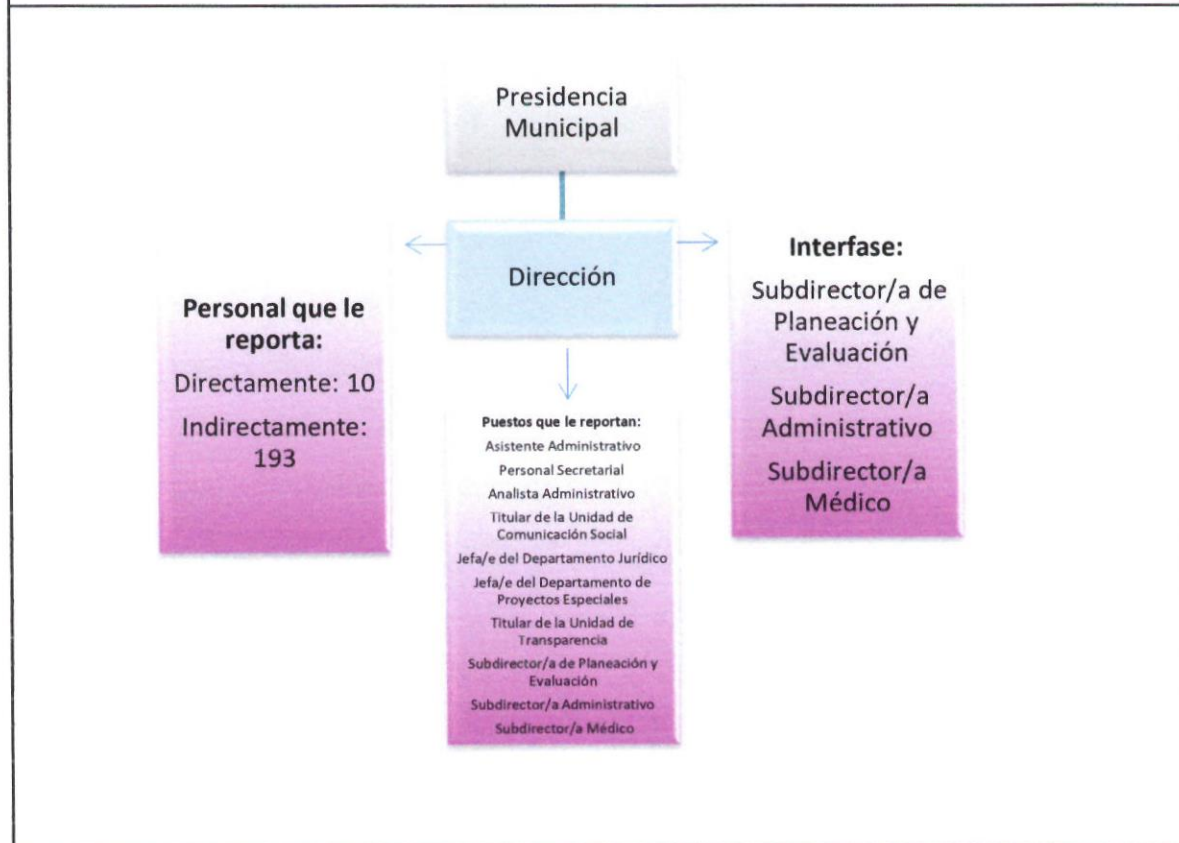 Presidencia
Municipal
Dirección
Personal que le
reporta:
Directamente: 10
Indirectamente:
193
Puestos que le reportan:
Asistente Administrativo
Personal Secretarial
Analista Administrativo
Titular de la Unidad de
Comunicación Social
Jefa/e del Departamento Jurídico
Jefa/e del Departamento de
Proyectos Especiales
Titular de la Unidad de
Transparencia
Subdirector/a de Planeación y
Evaluación
Subdirector/a Administrativo
Subdirector/a Médico
Interfase:
Subdirector/a de
Planeación y
Evaluación
Subdirector/a
Administrativo
Subdirector/a
Médico